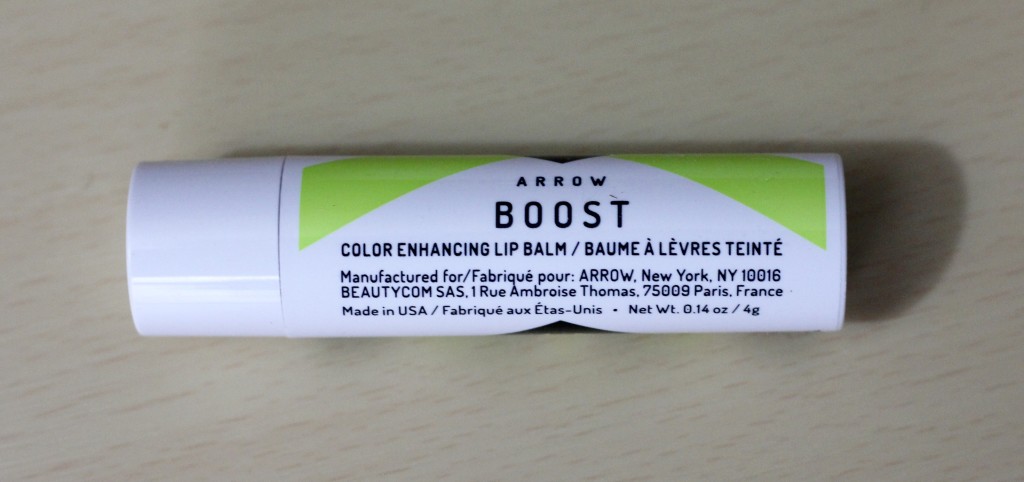 ARROW
BOOST
COLOR ENHANCING LIP BALM / BAUME À LÈVRES TEINTÉ
Manufactured for/Fabriqué pour: ARROW, New York, NY 10016
BEAUTYCOM SAS, 1 Rue Ambroise Thomas, 75009 Paris, France
Made in USA / Fabriqué aux Étas-Unis • Net Wt. 0.14 oz / 4g